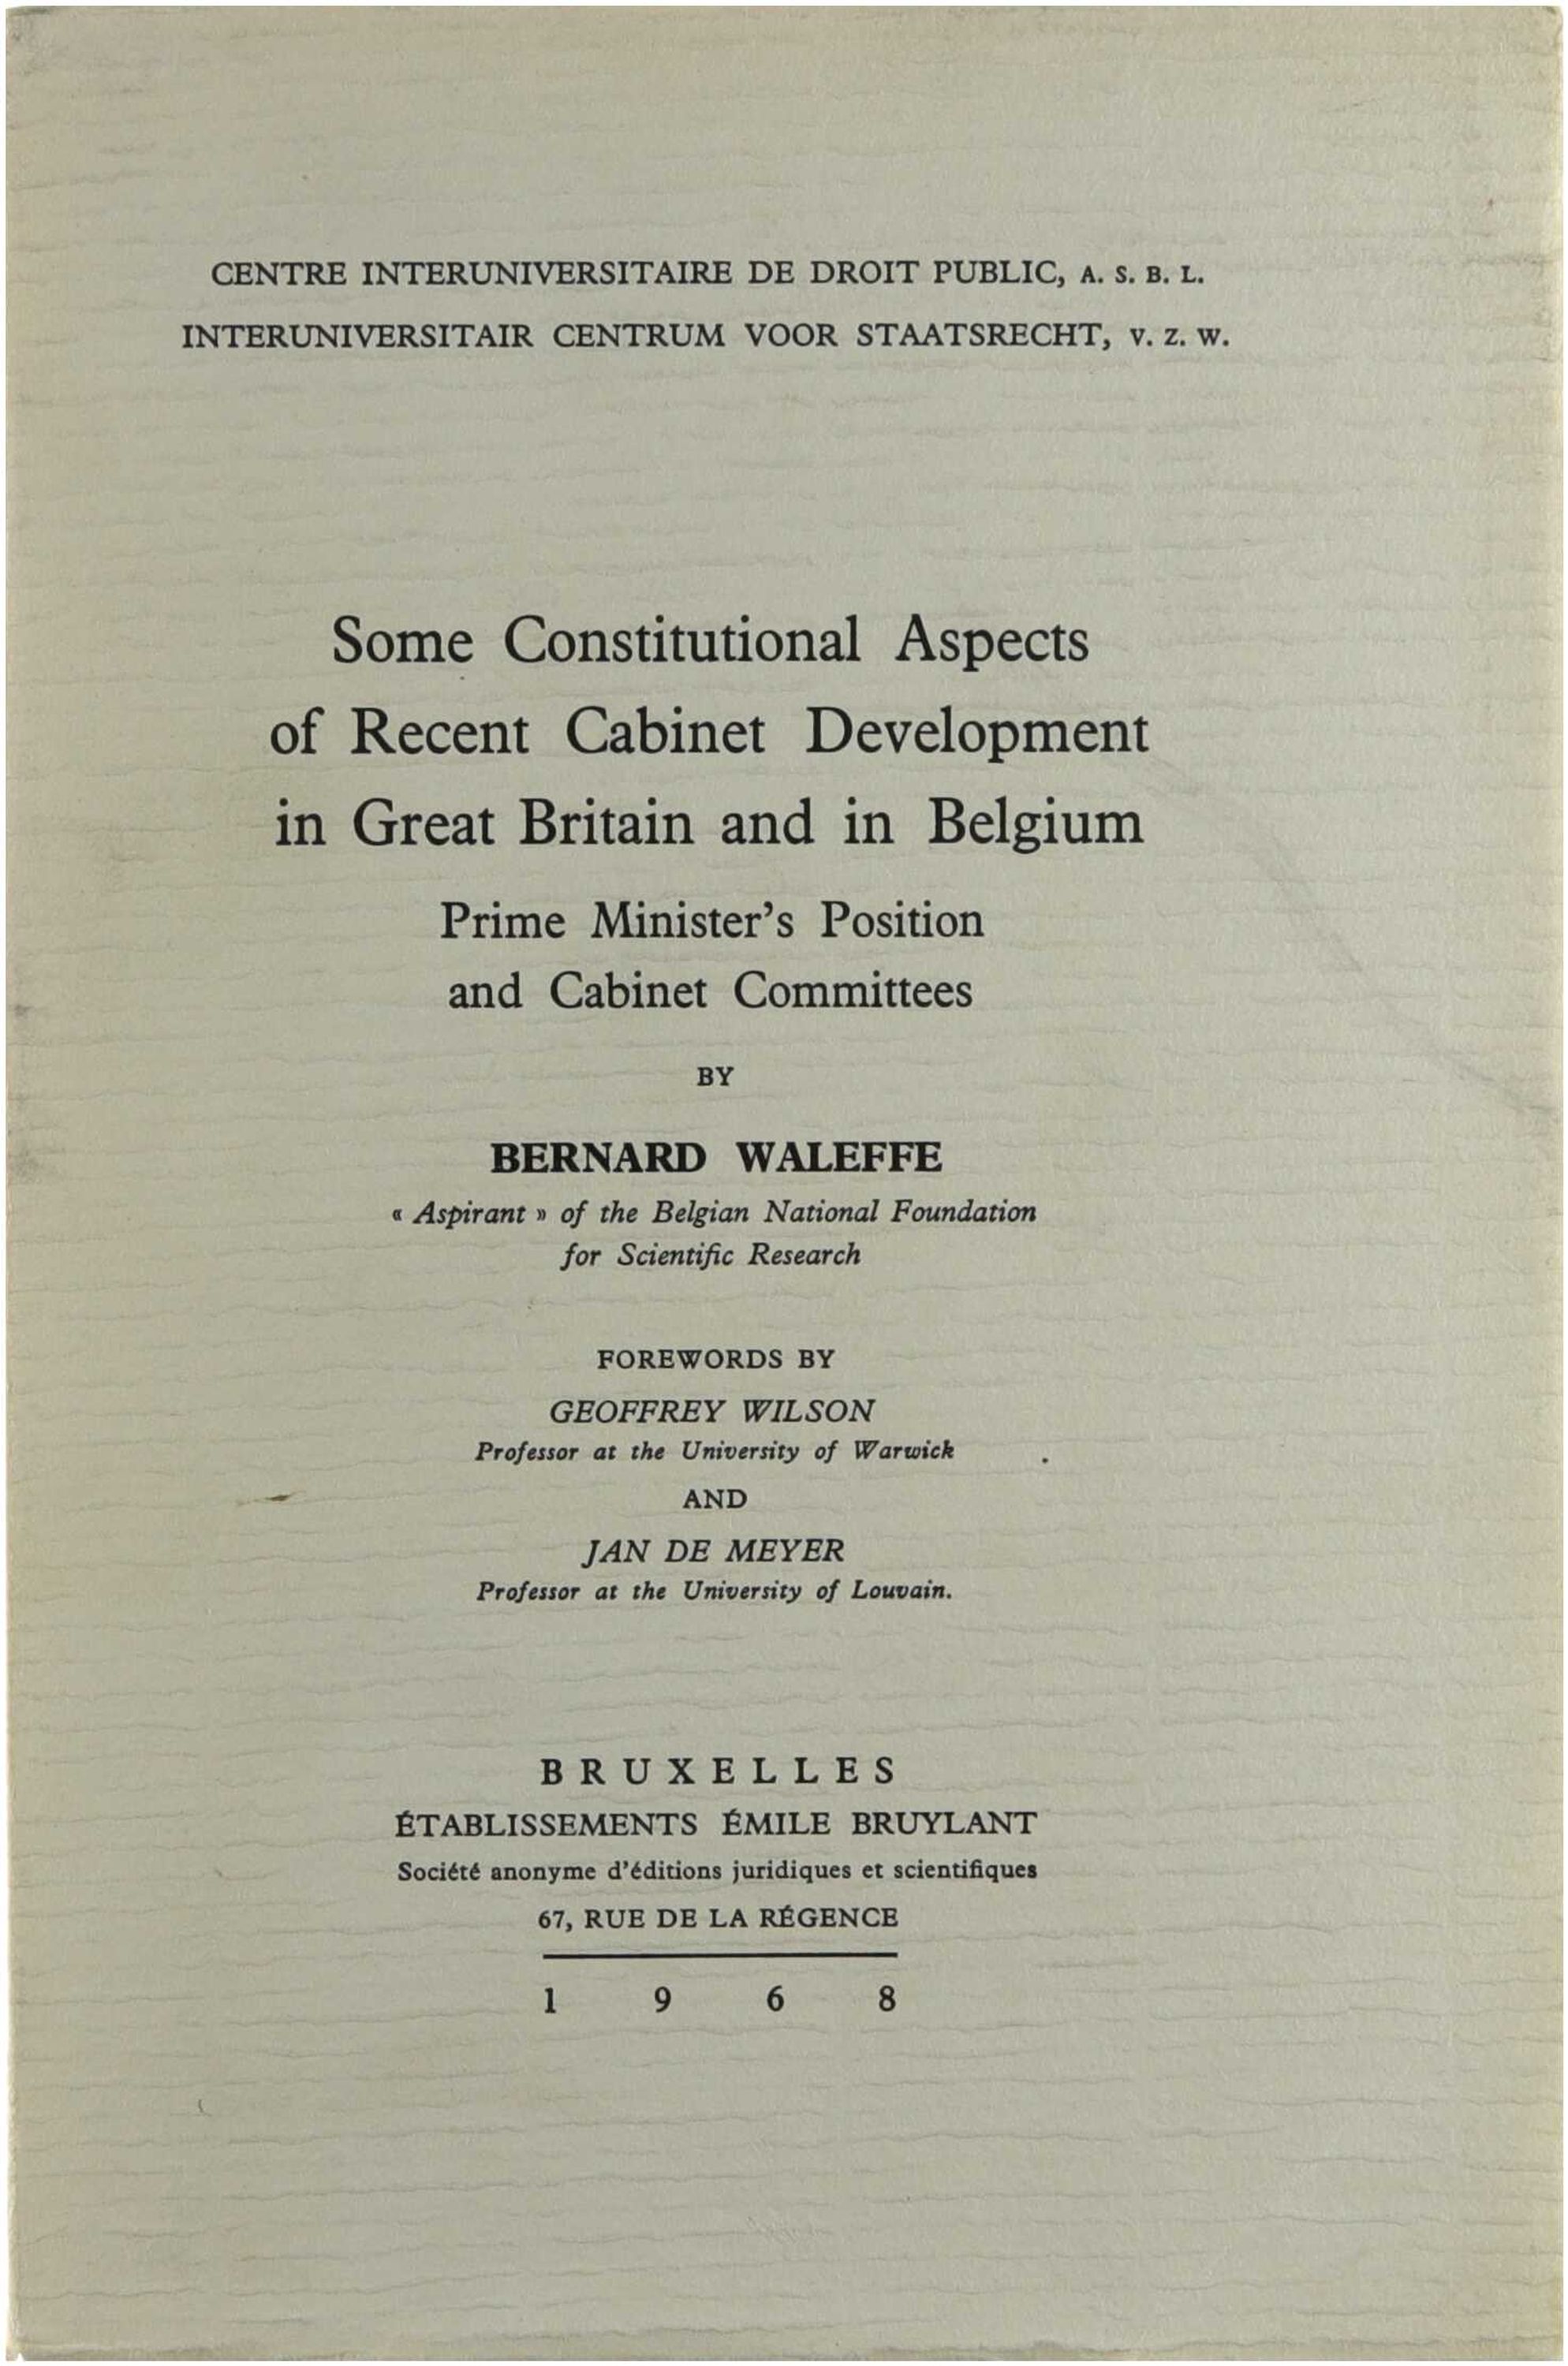 CENTRE INTERUNIVERSITAIRE DE DROIT PUBLIC, A. S. B. L.
INTERUNIVERSITAIR CENTRUM VOOR STAATSRECHT, V. Z. W.
Some Constitutional Aspects
of Recent Cabinet Development
in Great Britain and in Belgium
Prime Minister's Position
and Cabinet Committees
BY
BERNARD WALEFFE
« Aspirant » of the Belgian National Foundation
for Scientific Research
FOREWORDS BY
GEOFFREY WILSON
Professor at the University of Warwick
AND
JAN DE MEYER
Professor at the University of Louvain.
BRUXELLES
ÉTABLISSEMENTS ÉMILE BRUYLANT
Société anonyme d'éditions juridiques et scientifiques
67, RUE DE LA RÉGENCE
1 9 6 8